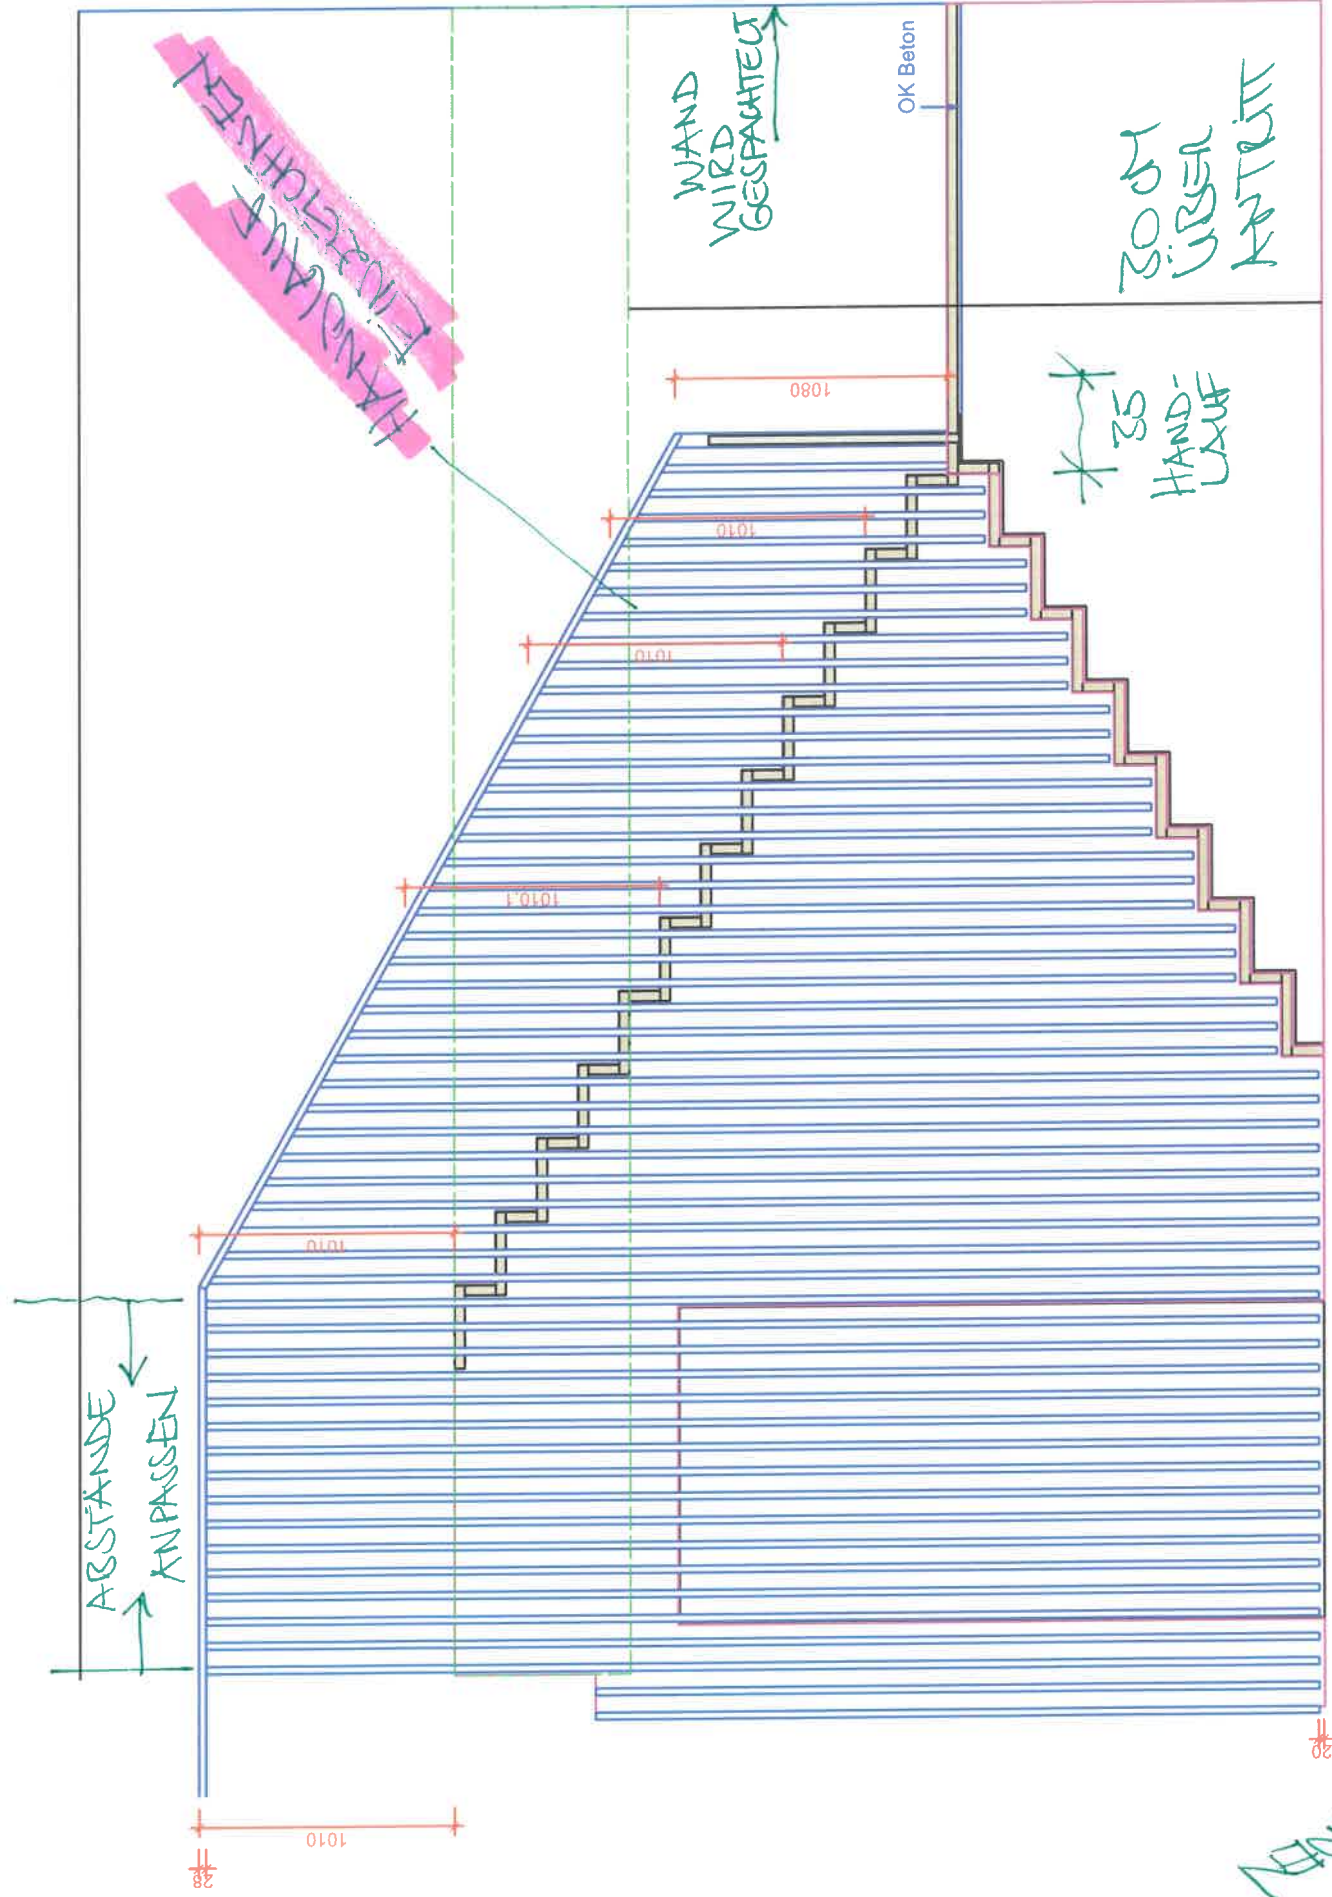 HANDLAUF
EINZEICHNEN
WAND
WIRD
GESPACHTELT
OK Beton
30 CM
ÜBER
ANTRITT
35
HAND-
LAUF
1080
1010
1010
1010,1
1010
ABSTÄNDE
ANPASSEN
1010
28
20